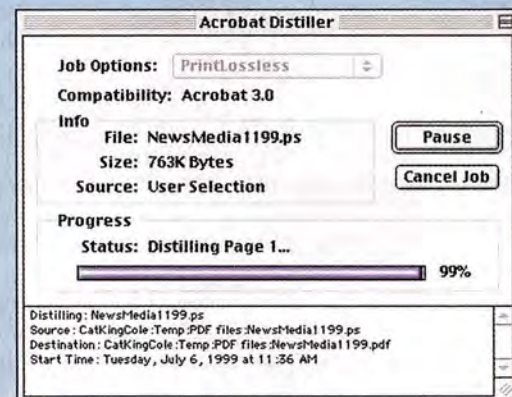 Acrobat Distiller
Job Options: PrintLossless
Compatibility: Acrobat 3.0
Info
File: NewsMedia1199.ps
Size: 763K Bytes
Source: User Selection
Pause
Cancel Job
Progress
Status: Distilling Page 1...
99%
Distilling: NewsMedia1199.ps
Source: CatKingCole:Temp:PDF files:NewsMedia1199.ps
Destination: CatKingCole:Temp:PDF files:NewsMedia1199.pdf
Start Time: Tuesday, July 6, 1999 at 11:36 AM